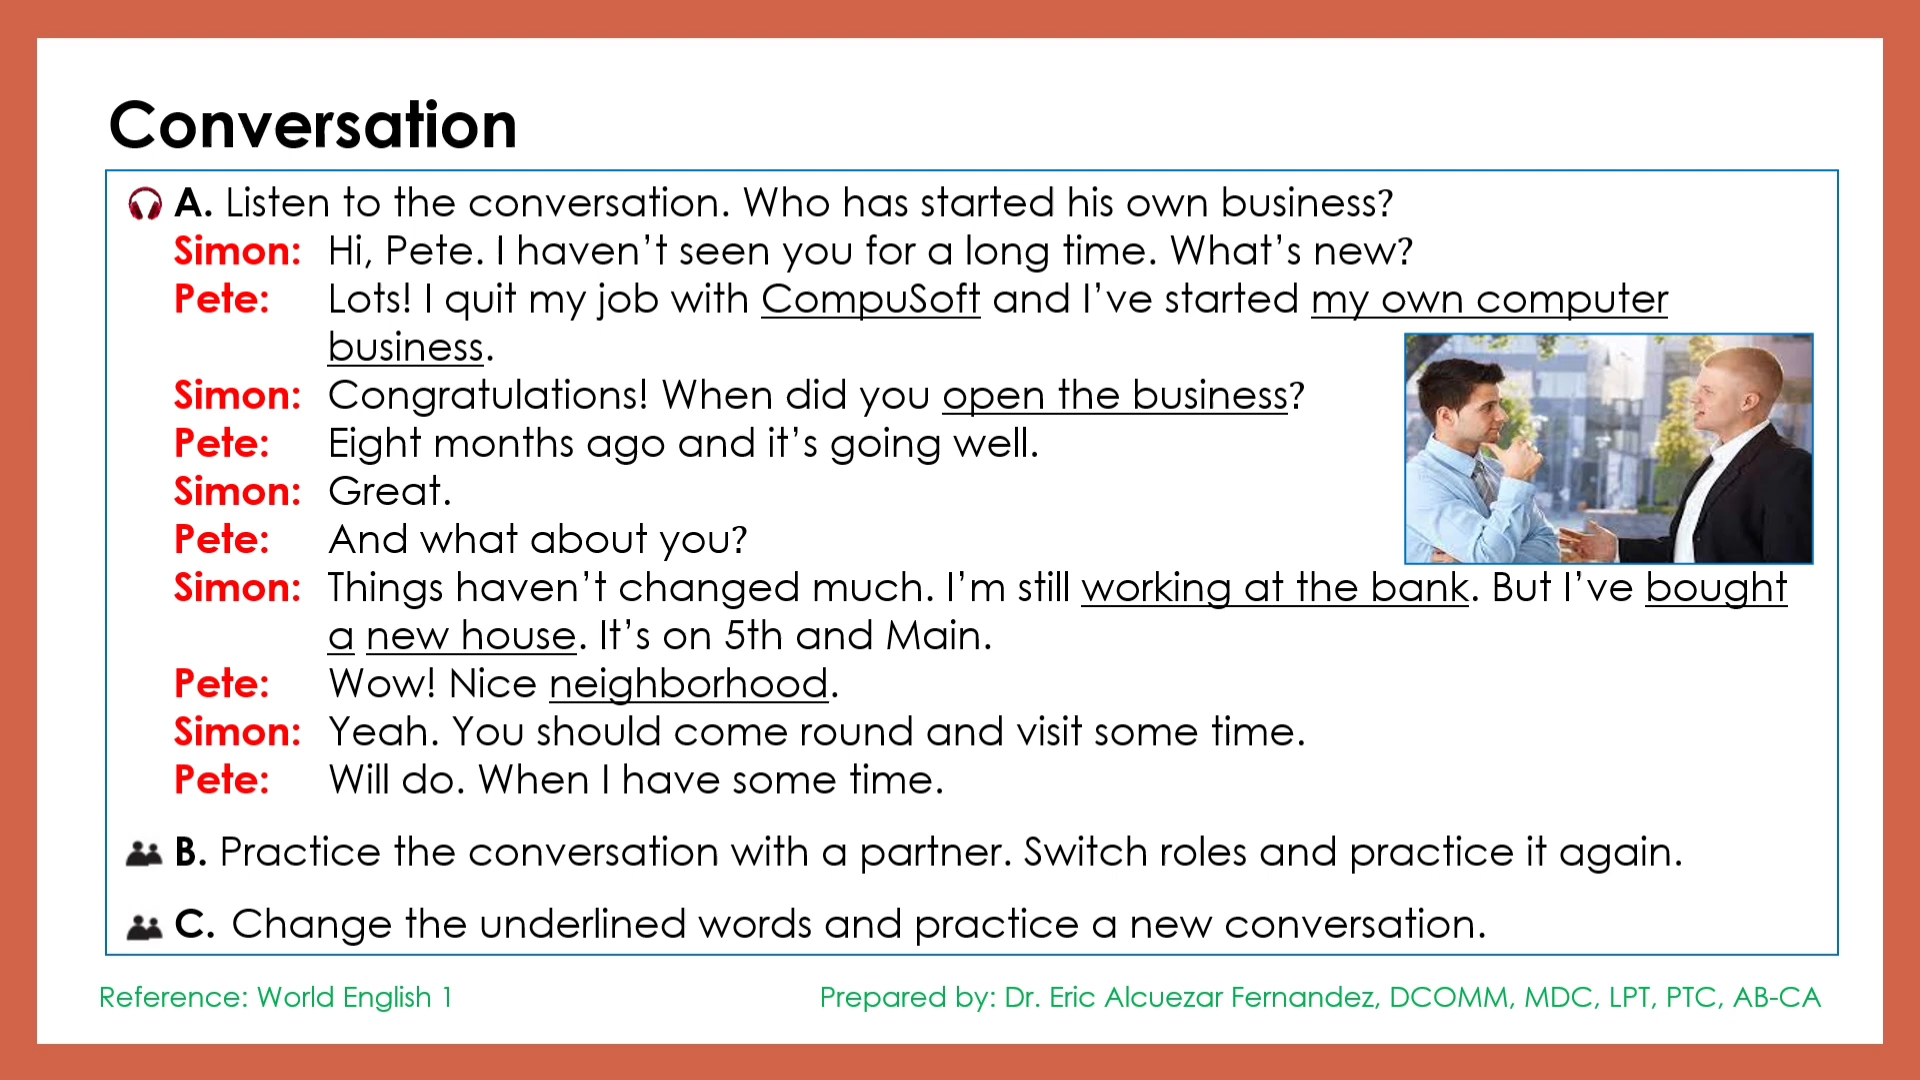 Conversation
A. Listen to the conversation. Who has started his own business?
Simon: Hi, Pete. I haven’t seen you for a long time. What’s new?
Pete: Lots! I quit my job with CompuSoft and I’ve started my own computer
business.
Simon: Congratulations! When did you open the business?
Pete: Eight months ago and it’s going well.
Simon: Great.
Pete: And what about you?
Simon: Things haven’t changed much. I’m still working at the bank. But I’ve bought
a new house. It’s on 5th and Main.
Pete: Wow! Nice neighborhood.
Simon: Yeah. You should come round and visit some time.
Pete: Will do. When I have some time.
B. Practice the conversation with a partner. Switch roles and practice it again.
C. Change the underlined words and practice a new conversation.
Reference: World English 1 Prepared by: Dr. Eric Alcuezar Fernandez, DCOMM, MDC, LPT, PTC, AB-CA